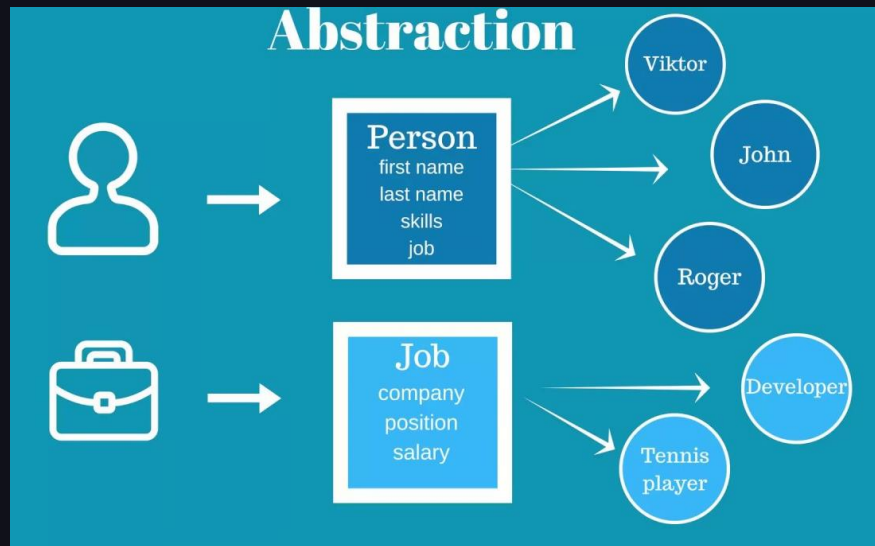 Abstraction
Person
first name
last name
skills
job
Viktor
John
Roger
Job
company
position
salary
Developer
Tennis
player